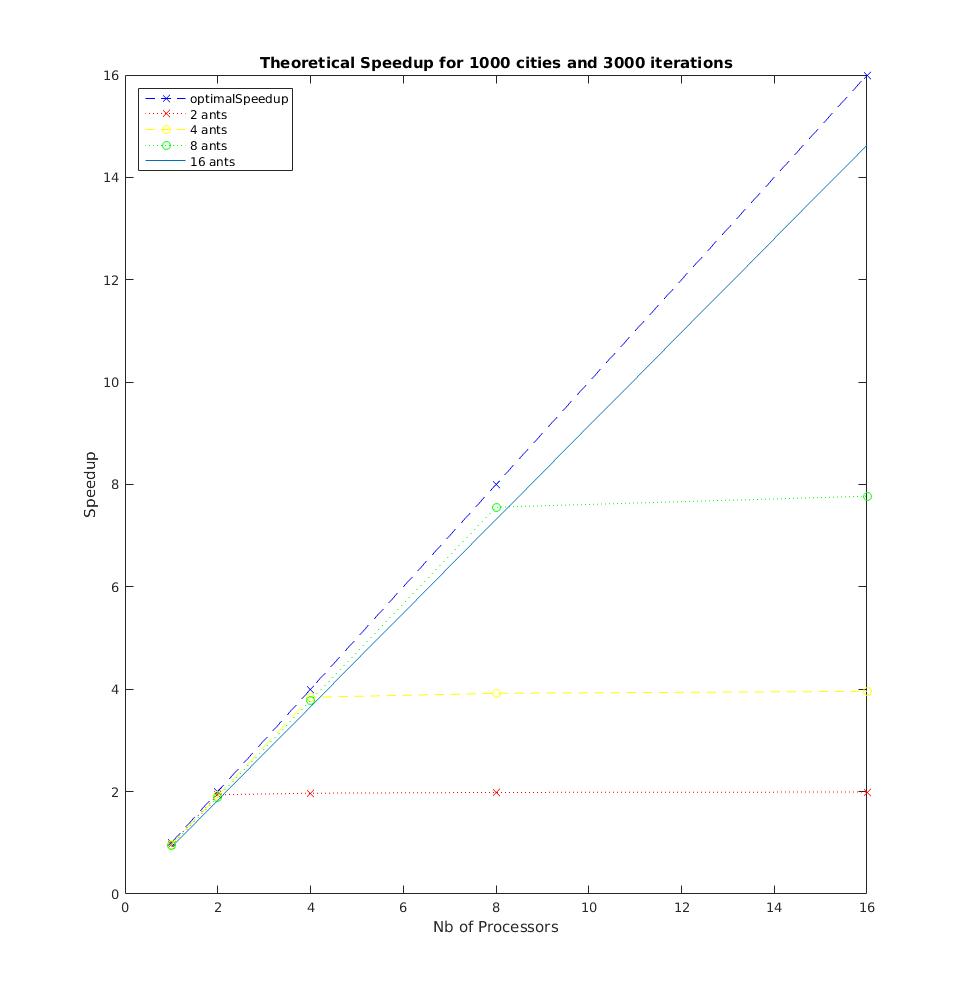 Theoretical Speedup for 1000 cities and 3000 iterations
16
14
12
10
8
6
4
2
0
Speedup
optimalSpeedup
2 ants
4 ants
8 ants
16 ants
0 2 4 6 8 10 12 14 16
Nb of Processors